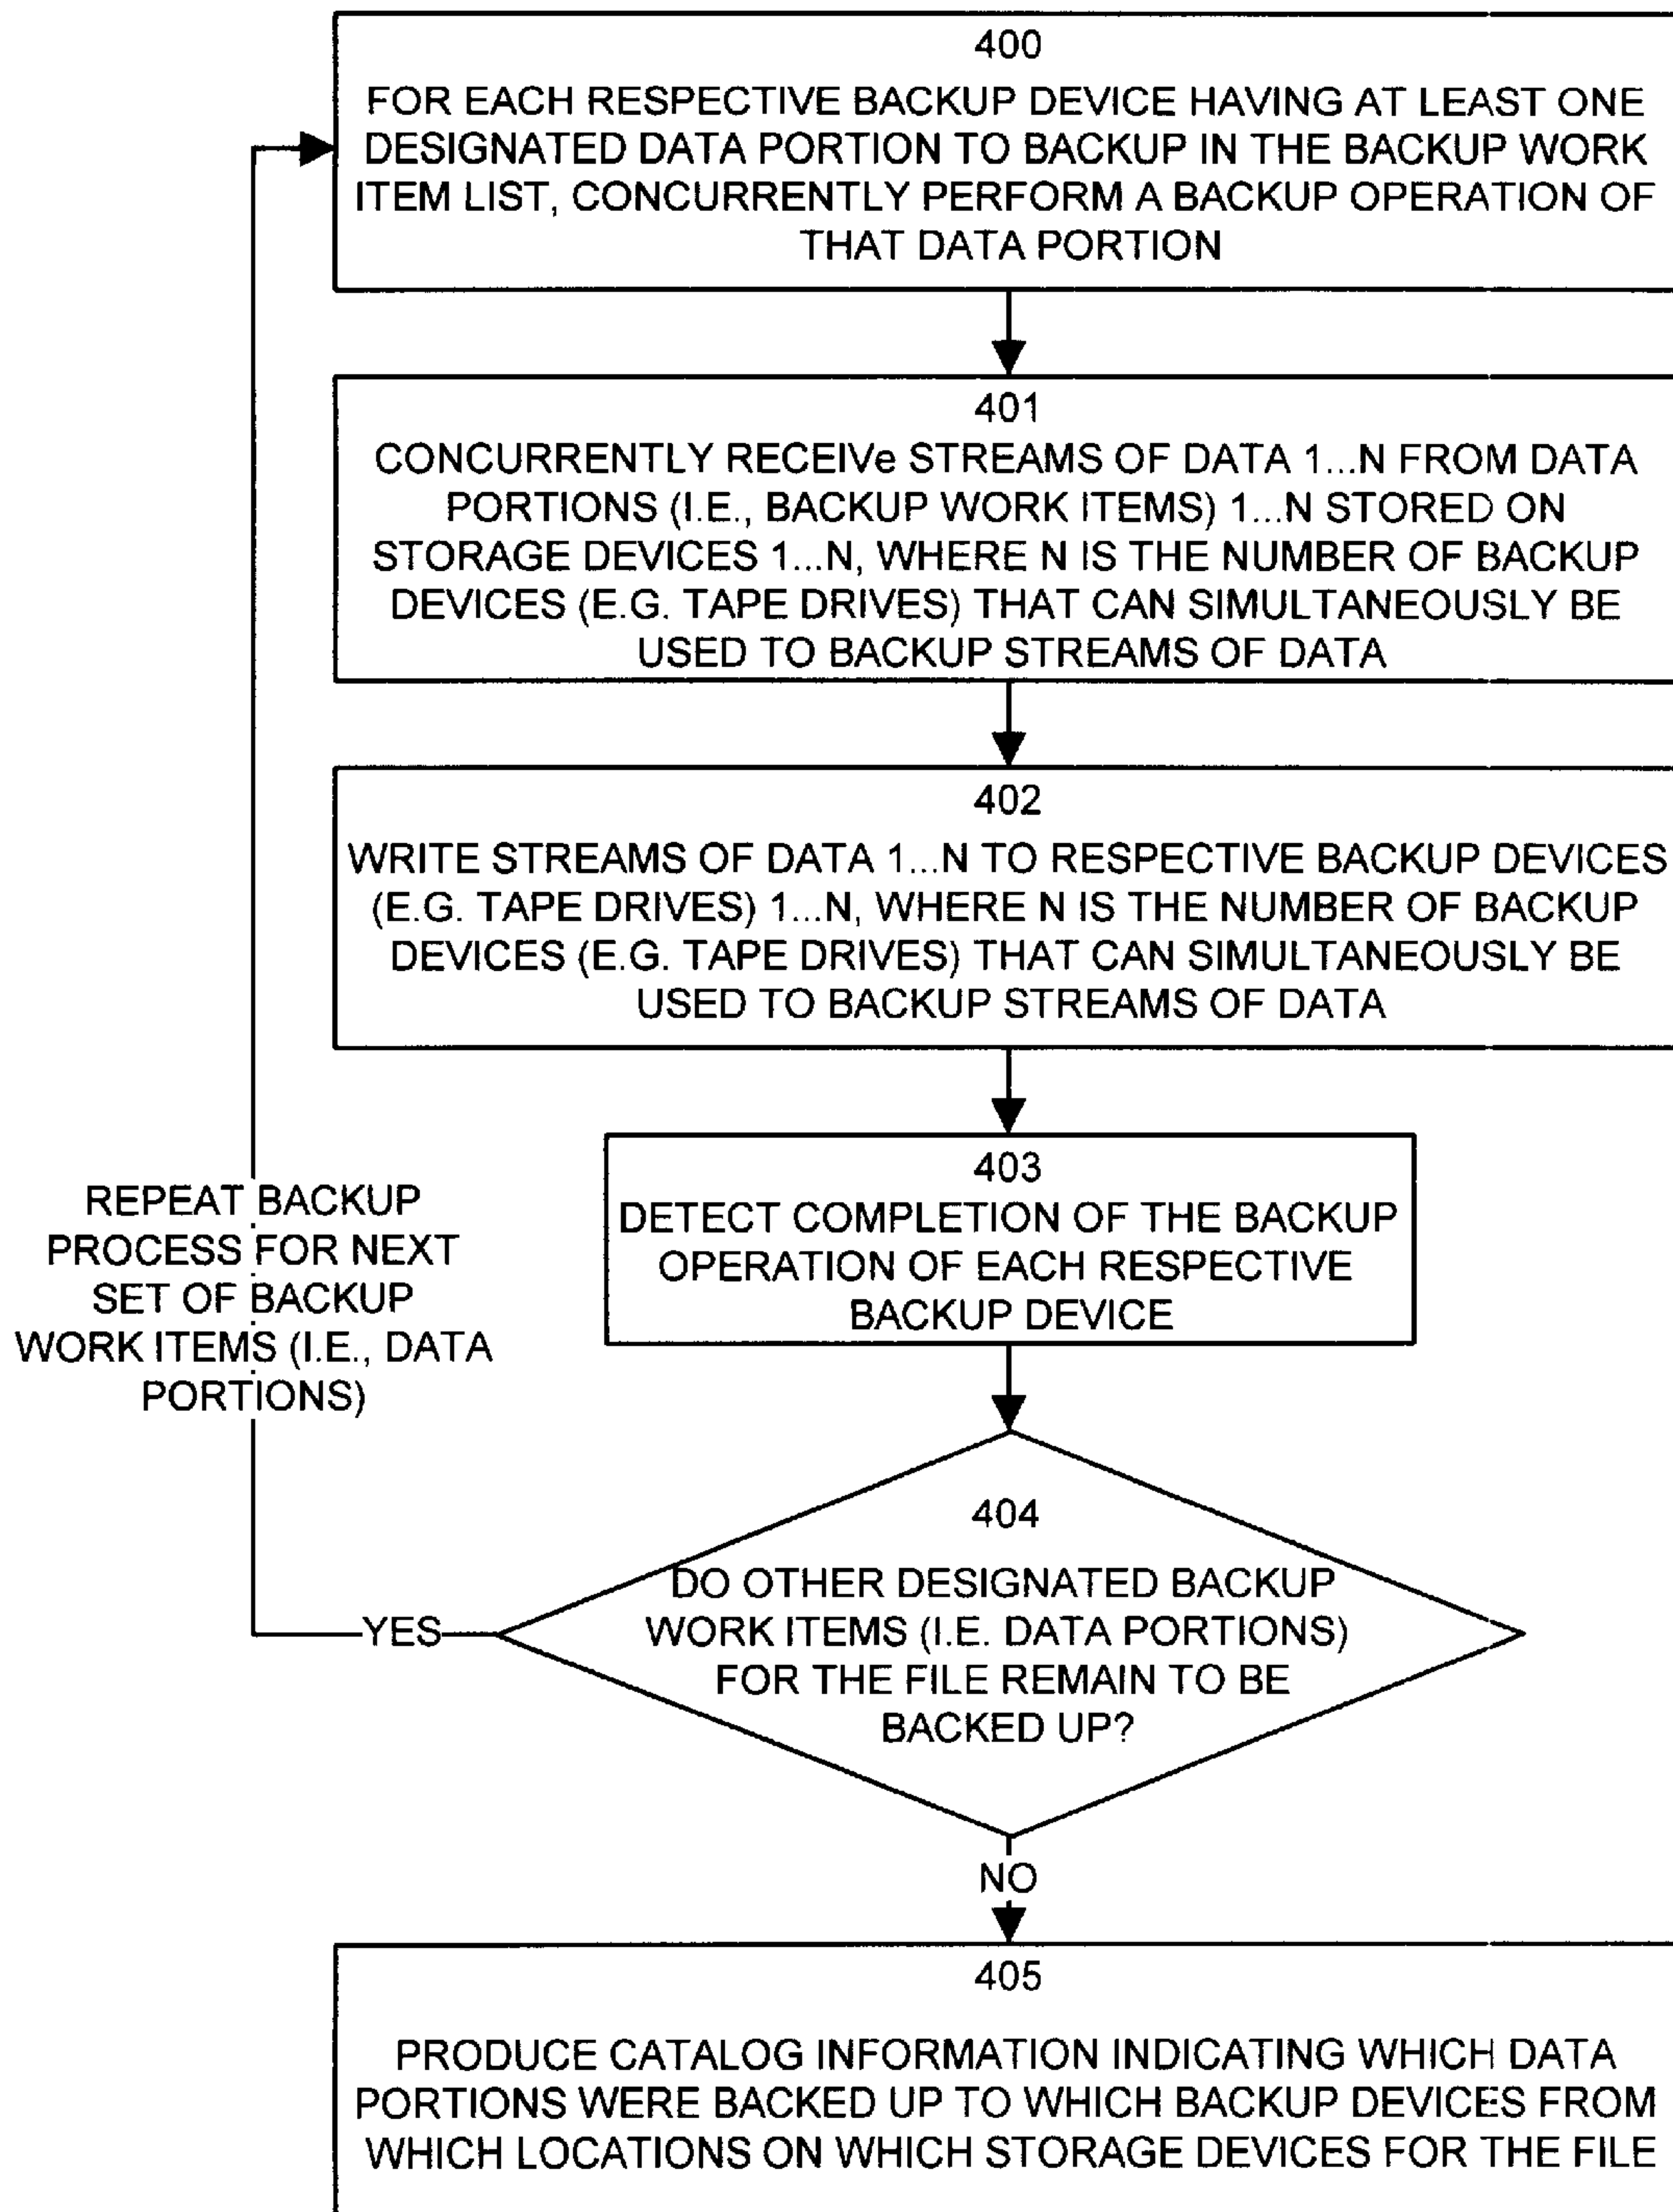 400
FOR EACH RESPECTIVE BACKUP DEVICE HAVING AT LEAST ONE
DESIGNATED DATA PORTION TO BACKUP IN THE BACKUP WORK
ITEM LIST, CONCURRENTLY PERFORM A BACKUP OPERATION OF
THAT DATA PORTION
401
CONCURRENTLY RECEIVe STREAMS OF DATA 1...N FROM DATA
PORTIONS (I.E., BACKUP WORK ITEMS) 1...N STORED ON
STORAGE DEVICES 1...N, WHERE N IS THE NUMBER OF BACKUP
DEVICES (E.G. TAPE DRIVES) THAT CAN SIMULTANEOUSLY BE
USED TO BACKUP STREAMS OF DATA
402
WRITE STREAMS OF DATA 1...N TO RESPECTIVE BACKUP DEVICES
(E.G. TAPE DRIVES) 1...N, WHERE N IS THE NUMBER OF BACKUP
DEVICES (E.G. TAPE DRIVES) THAT CAN SIMULTANEOUSLY BE
USED TO BACKUP STREAMS OF DATA
403
DETECT COMPLETION OF THE BACKUP
OPERATION OF EACH RESPECTIVE
BACKUP DEVICE
REPEAT BACKUP
PROCESS FOR NEXT
SET OF BACKUP
WORK ITEMS (I.E., DATA
PORTIONS)
404
DO OTHER DESIGNATED BACKUP
WORK ITEMS (I.E. DATA PORTIONS)
FOR THE FILE REMAIN TO BE
BACKED UP?
YES
NO
405
PRODUCE CATALOG INFORMATION INDICATING WHICH DATA
PORTIONS WERE BACKED UP TO WHICH BACKUP DEVICES FROM
WHICH LOCATIONS ON WHICH STORAGE DEVICES FOR THE FILE